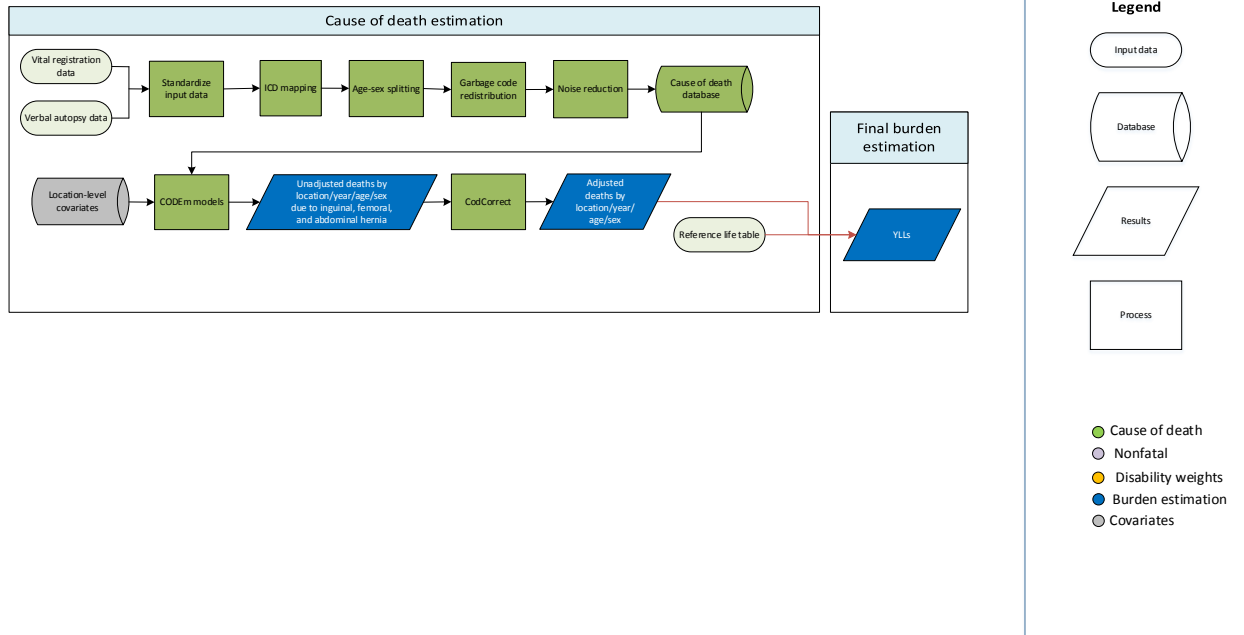 Cause of death estimation
Vital registration
data
Verbal autopsy data
Standardize
input data
ICD mapping
Age-sex splitting
Garbage code
redistribution
Noise reduction
Cause of death
database
Location-level
covariates
CODEm models
Unadjusted deaths by
location/year/age/sex
due to inguinal, femoral,
and abdominal hernia
CodCorrect
Adjusted
deaths by
location/year/
age/sex
Reference life table
Final burden
estimation
YLLs
Legend
Input data
Database
Results
Process
Cause of death
Nonfatal
Disability weights
Burden estimation
Covariates